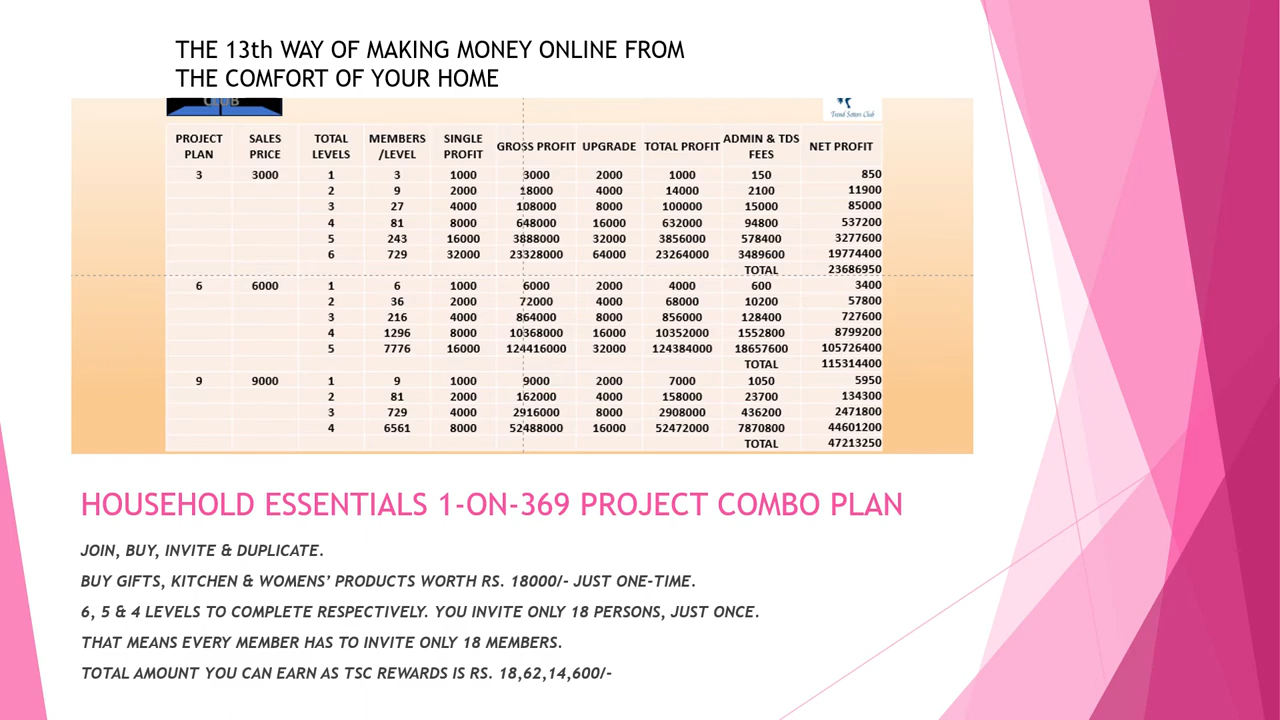 THE 13th WAY OF MAKING MONEY ONLINE FROM
THE COMFORT OF YOUR HOME
CLUB
Trend Setters Club
PROJECT PLAN SALES PRICE TOTAL LEVELS MEMBERS /LEVEL SINGLE PROFIT GROSS PROFIT UPGRADE TOTAL PROFIT ADMIN & TDS FEES NET PROFIT
3 3000 1 3 1000 3000 2000 1000 150 850
2 9 2000 18000 4000 14000 2100 11900
3 27 4000 108000 8000 100000 15000 85000
4 81 8000 648000 16000 632000 94800 537200
5 243 16000 3888000 32000 3856000 578400 3277600
6 729 32000 23328000 64000 23264000 3489600 19774400
TOTAL 23686950
6 6000 1 6 1000 6000 2000 4000 600 3400
2 36 2000 72000 4000 68000 10200 57800
3 216 4000 864000 8000 856000 128400 727600
4 1296 8000 10368000 16000 10352000 1552800 8799200
5 7776 16000 124416000 32000 124384000 18657600 105726400
TOTAL 115314400
9 9000 1 9 1000 9000 2000 7000 1050 5950
2 81 2000 162000 4000 158000 23700 134300
3 729 4000 2916000 8000 2908000 436200 2471800
4 6561 8000 52488000 16000 52472000 7870800 44601200
TOTAL 47213250
HOUSEHOLD ESSENTIALS 1-ON-369 PROJECT COMBO PLAN
JOIN, BUY, INVITE & DUPLICATE.
BUY GIFTS, KITCHEN & WOMENS’ PRODUCTS WORTH RS. 18000/- JUST ONE-TIME.
6, 5 & 4 LEVELS TO COMPLETE RESPECTIVELY. YOU INVITE ONLY 18 PERSONS, JUST ONCE.
THAT MEANS EVERY MEMBER HAS TO INVITE ONLY 18 MEMBERS.
TOTAL AMOUNT YOU CAN EARN AS TSC REWARDS IS RS. 18,62,14,600/-